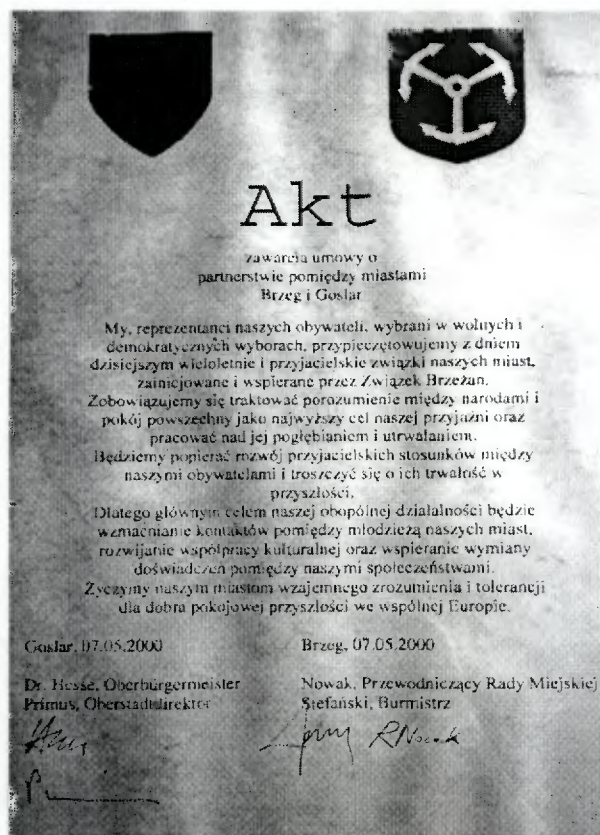 Akt
zawarcia umowy o
partnerstwie pomiędzy miastami
Brzeg i Goslar
My, reprezentanci naszych obywateli, wybrani w wolnych i
demokratycznych wyborach, przypieczętowujemy z dniem
dzisiejszym wieloletnie i przyjacielskie związki naszych miast,
zainicjowane i wspierane przez Związek Brzeżan.
Zobowiązujemy się traktować porozumienie między narodami i
pokój powszechny jako najwyższy cel naszej przyjaźni oraz
pracować nad jej pogłębianiem i utrwalaniem.
Będziemy popierać rozwój przyjacielskich stosunków między
naszymi obywatelami i troszczyć się o ich trwałość w
przyszłości.
Dlatego głównym celem naszej obopólnej działalności będzie
wzmacnianie kontaktów pomiędzy młodzieżą naszych miast,
rozwijanie współpracy kulturalnej oraz wspieranie wymiany
doświadczeń pomiędzy naszymi społeczeństwami.
Życzymy naszym miastom wzajemnego zrozumienia i tolerancji
dla dobra pokojowej przyszłości we wspólnej Europie.
Goslar, 07.05.2000
Dr. Hesse, Oberbürgermeister
Primus, Oberstadtdirektor
Brzeg, 07.05.2000
Nowak, Przewodniczący Rady Miejskiej
Stefański, Burmistrz
RNowak